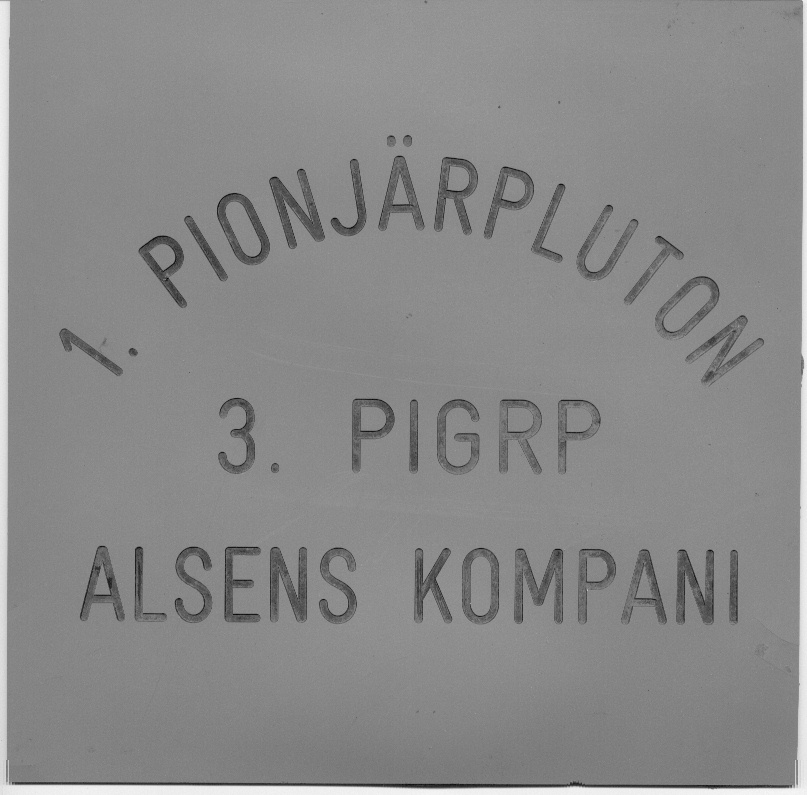 1. PIONJÄRPLUTON
3. PIGRP
ALSENS KOMPANI